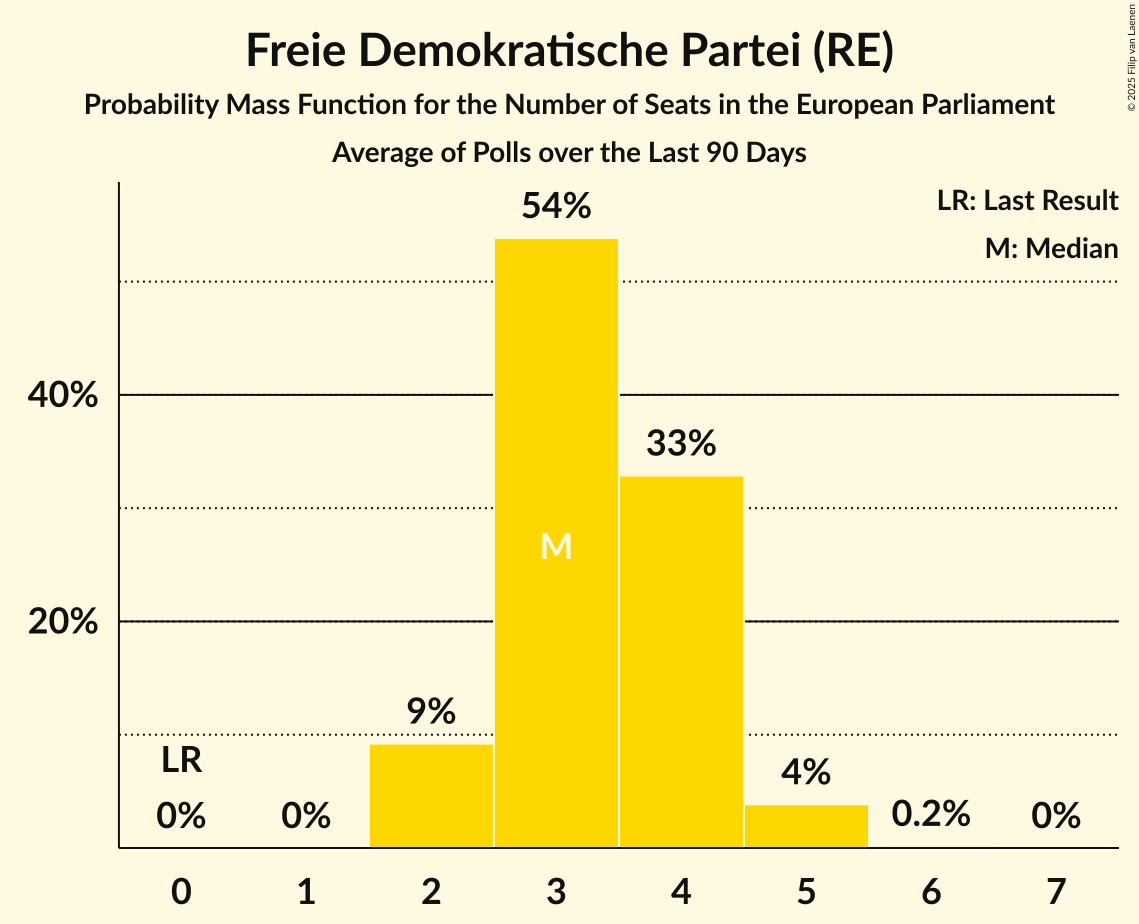 Freie Demokratische Partei (RE)
Probability Mass Function for the Number of Seats in the European Parliament
Average of Polls over the Last 90 Days
© 2025 Filip van Laenen
LR: Last Result
M: Median
54%
40%
33%
M
20%
9%
LR
4%
0%
0%
0.2%
0%
0 1 2 3 4 5 6 7